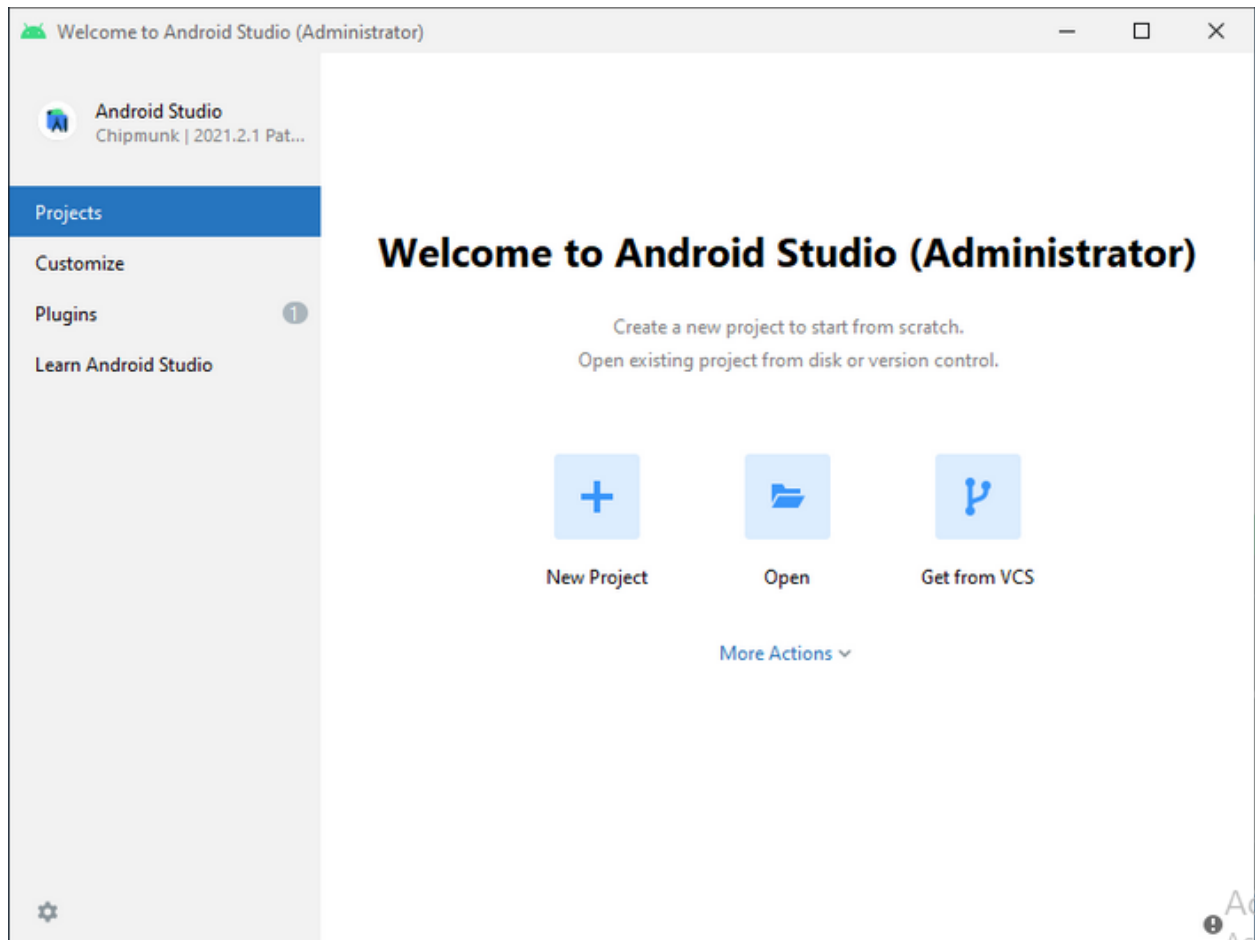 Welcome to Android Studio (Administrator)
Android Studio
Chipmunk | 2021.2.1 Pat...
Projects
Customize
Plugins
1
Learn Android Studio
Welcome to Android Studio (Administrator)
Create a new project to start from scratch.
Open existing project from disk or version control.
New Project
Open
Get from VCS
More Actions